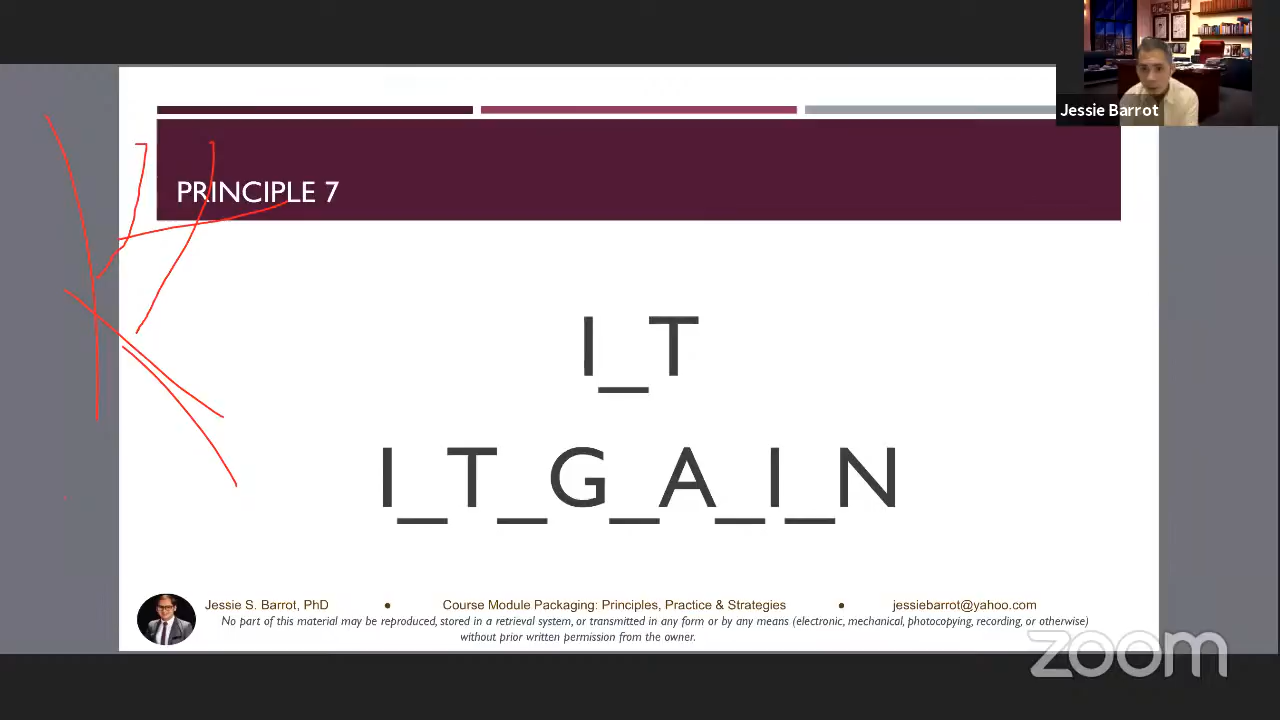 Jessie Barrot
PRINCIPLE 7
I_T
I_T_G_A_I_N
Jessie S. Barrot, PhD • Course Module Packaging: Principles, Practice & Strategies • jessiebarrot@yahoo.com
No part of this material may be reproduced, stored in a retrieval system, or transmitted in any form or by any means (electronic, mechanical, photocopying, recording, or otherwise)
without prior written permission from the owner.
zoom